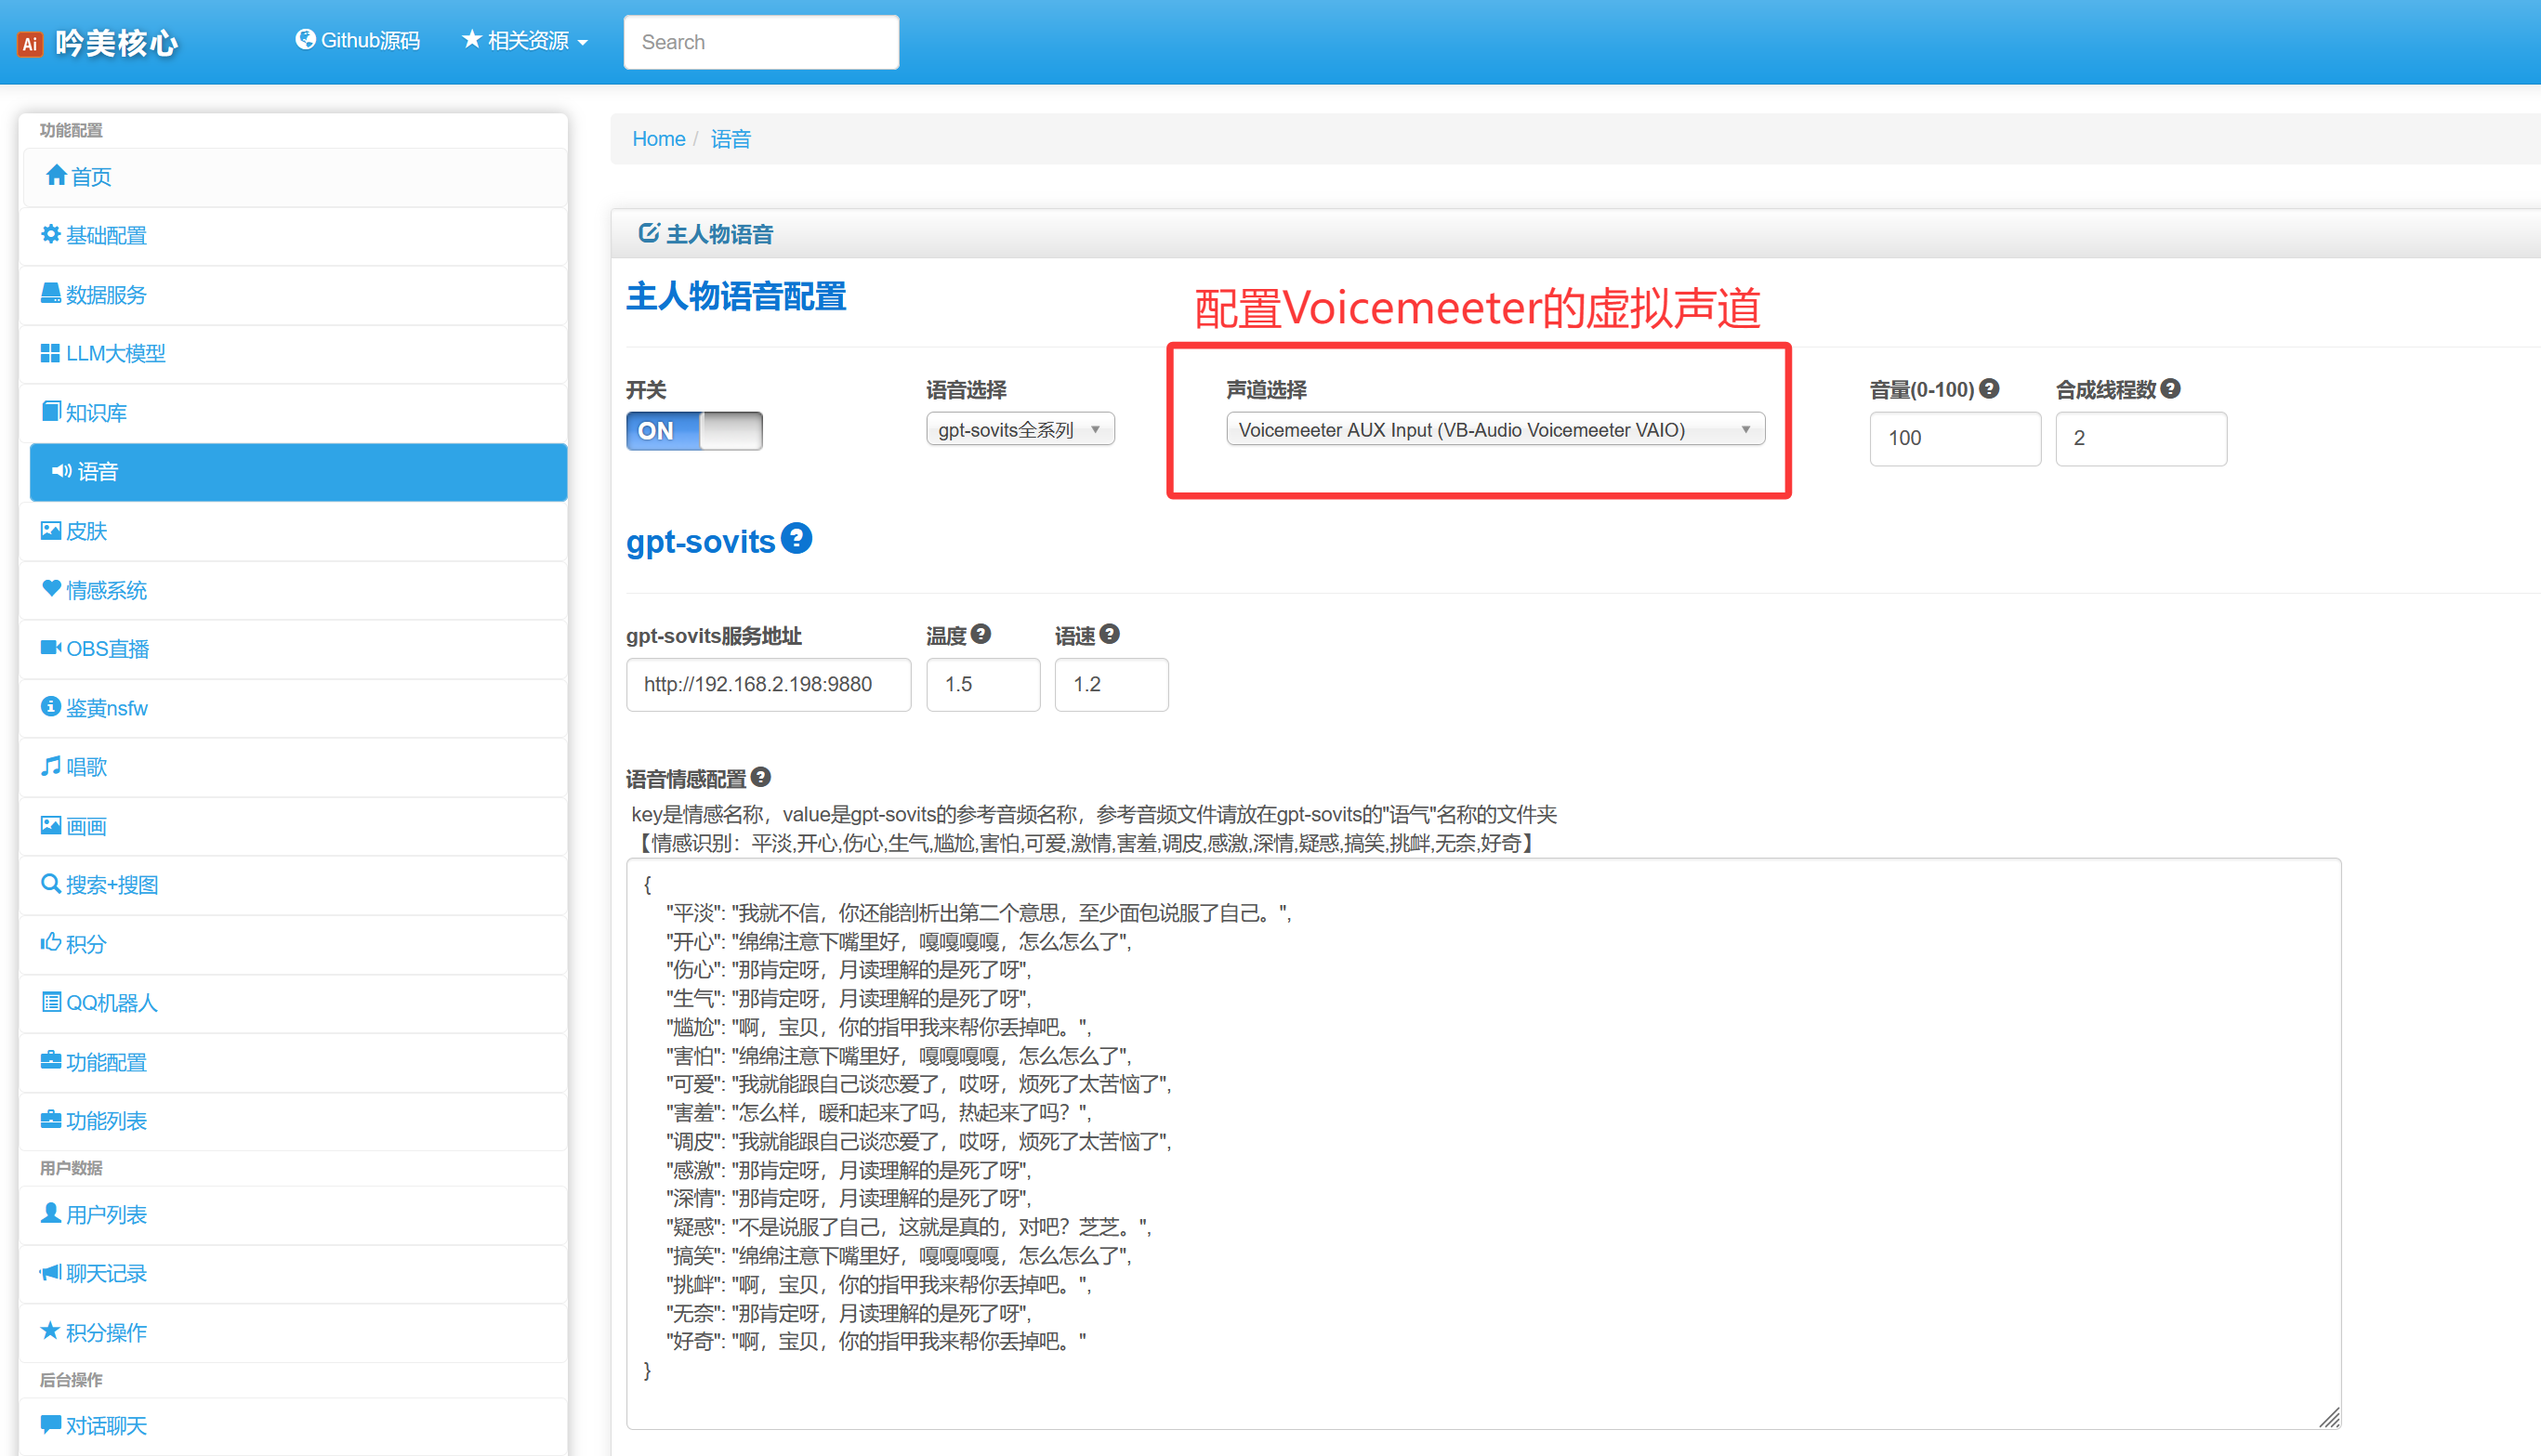 Ai 吟美核心
Github源码
相关资源
Search
功能配置
首页
基础配置
数据服务
LLM大模型
知识库
语音
皮肤
情感系统
OBS直播
鉴黄nsfw
唱歌
画画
搜索+搜图
积分
QQ机器人
功能配置
功能列表
用户数据
用户列表
聊天记录
积分操作
后台操作
对话聊天
Home / 语音
主人物语音
主人物语音配置
配置Voicemeeter的虚拟声道
开关
ON
语音选择
gpt-sovits全系列
声道选择
Voicemeeter AUX Input (VB-Audio Voicemeeter VAIO)
音量(0-100)
100
合成线程数
2
gpt-sovits
gpt-sovits服务地址
http://192.168.2.198:9880
温度
1.5
语速
1.2
语音情感配置
key是情感名称，value是gpt-sovits的参考音频名称，参考音频文件请放在gpt-sovits的"语气"名称的文件夹
【情感识别：平淡,开心,伤心,生气,尴尬,害怕,可爱,激情,害羞,调皮,感激,深情,疑惑,搞笑,挑衅,无奈,好奇】
{
"平淡": "我就不信，你还能剖析出第二个意思，至少面包说服了自己。",
"开心": "绵绵注意下嘴里好，嘎嘎嘎嘎，怎么怎么了",
"伤心": "那肯定呀，月读理解的是死了呀",
"生气": "那肯定呀，月读理解的是死了呀",
"尴尬": "啊，宝贝，你的指甲我来帮你丢掉吧。",
"害怕": "绵绵注意下嘴里好，嘎嘎嘎嘎，怎么怎么了",
"可爱": "我就能跟自己谈恋爱了，哎呀，烦死了太苦恼了",
"害羞": "怎么样，暖和起来了吗，热起来了吗？",
"调皮": "我就能跟自己谈恋爱了，哎呀，烦死了太苦恼了",
"感激": "那肯定呀，月读理解的是死了呀",
"深情": "那肯定呀，月读理解的是死了呀",
"疑惑": "不是说服了自己，这就是真的，对吧？芝芝。",
"搞笑": "绵绵注意下嘴里好，嘎嘎嘎嘎，怎么怎么了",
"挑衅": "啊，宝贝，你的指甲我来帮你丢掉吧。",
"无奈": "那肯定呀，月读理解的是死了呀",
"好奇": "啊，宝贝，你的指甲我来帮你丢掉吧。"
}